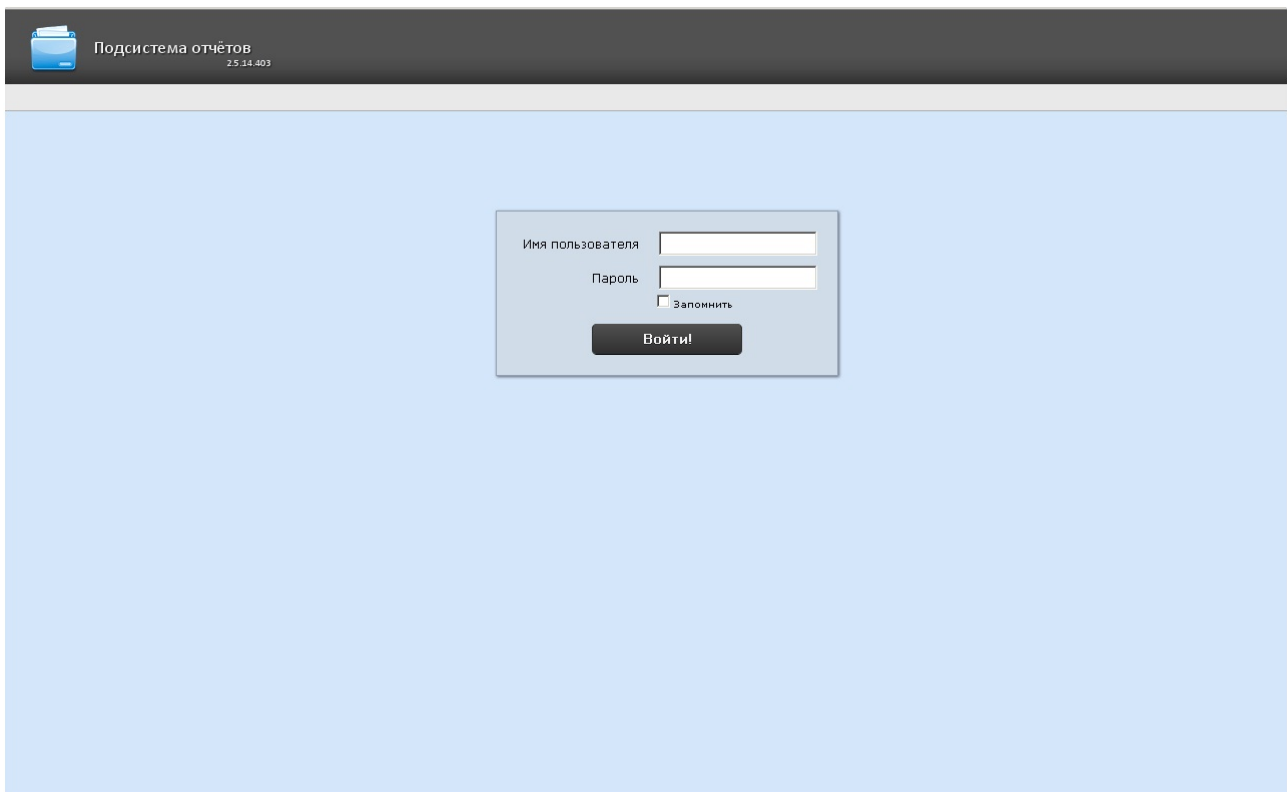 Подсистема отчётов
2.5.14.403
Имя пользователя
Пароль
Запомнить
Войти!